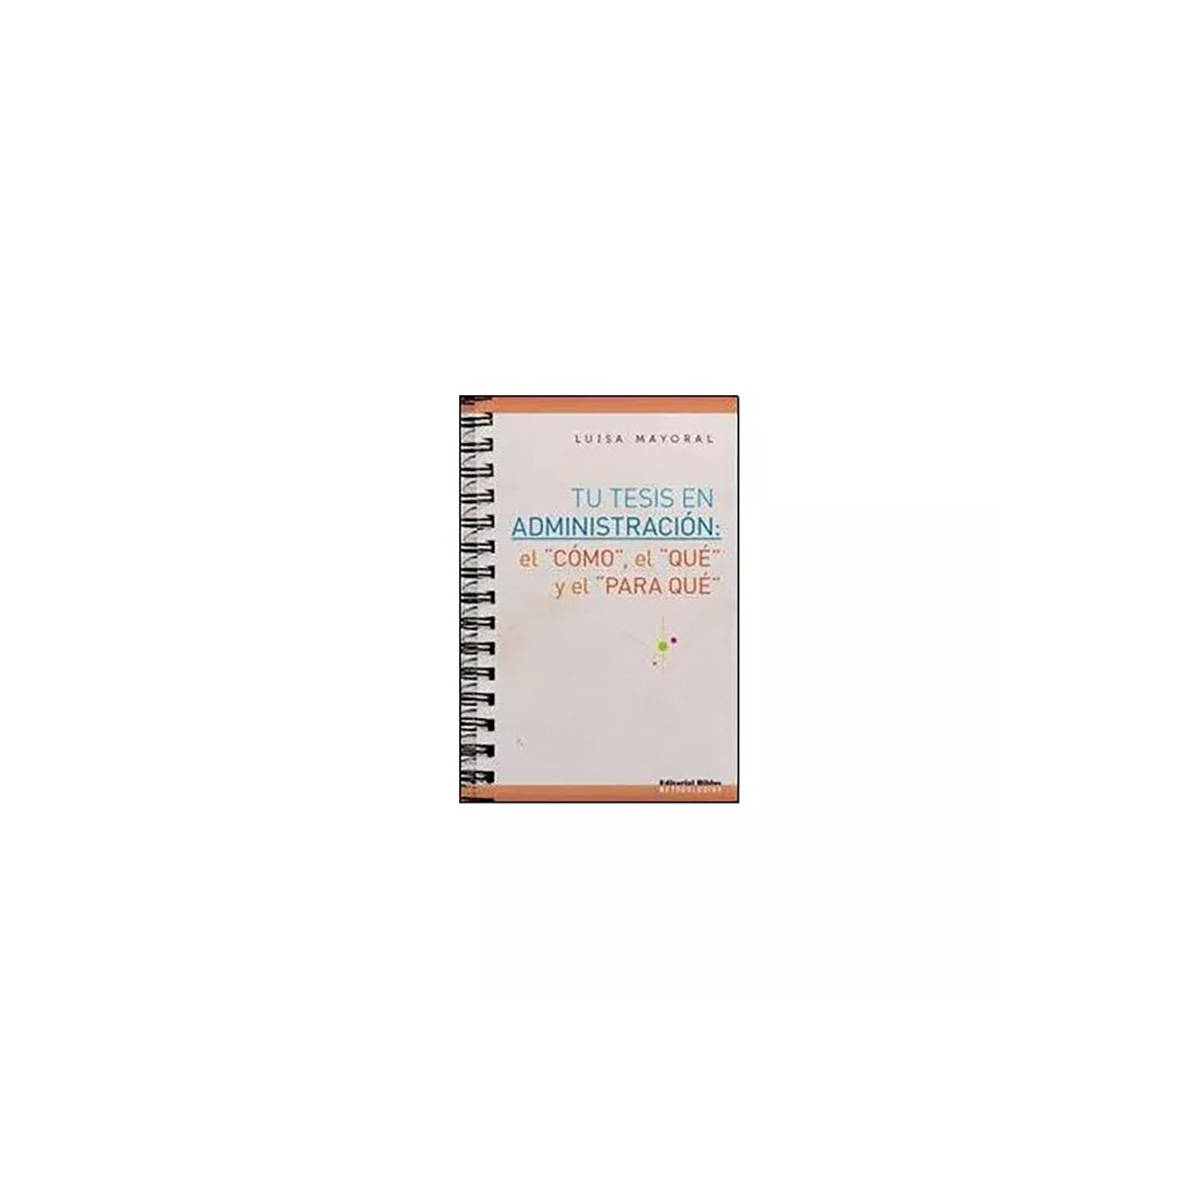 LUISA MAYORAL
TU TESIS EN
ADMINISTRACIÓN:
el "CÓMO", el "QUÉ"
y el "PARA QUÉ"
Editorial Biblos
METODOLOGÍAS